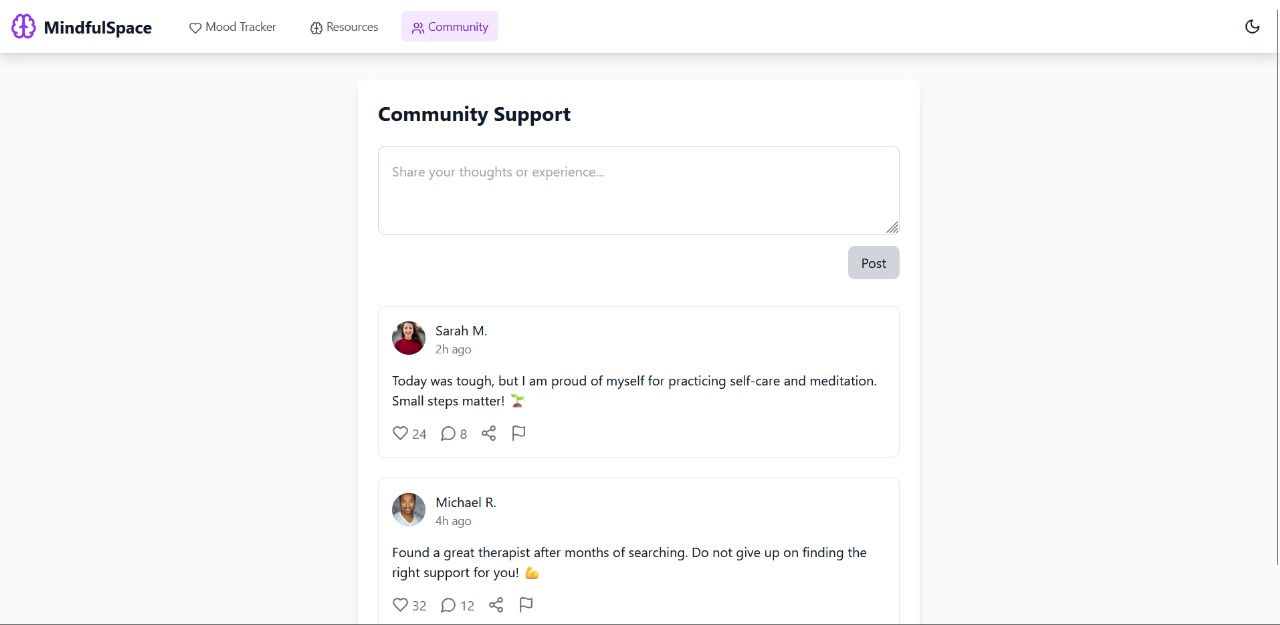 MindfulSpace
Mood Tracker
Resources
Community
Community Support
Share your thoughts or experience...
Post
Sarah M.
2h ago
Today was tough, but I am proud of myself for practicing self-care and meditation.
Small steps matter! 🌱
24 8
Michael R.
4h ago
Found a great therapist after months of searching. Do not give up on finding the
right support for you! 💪
32 12